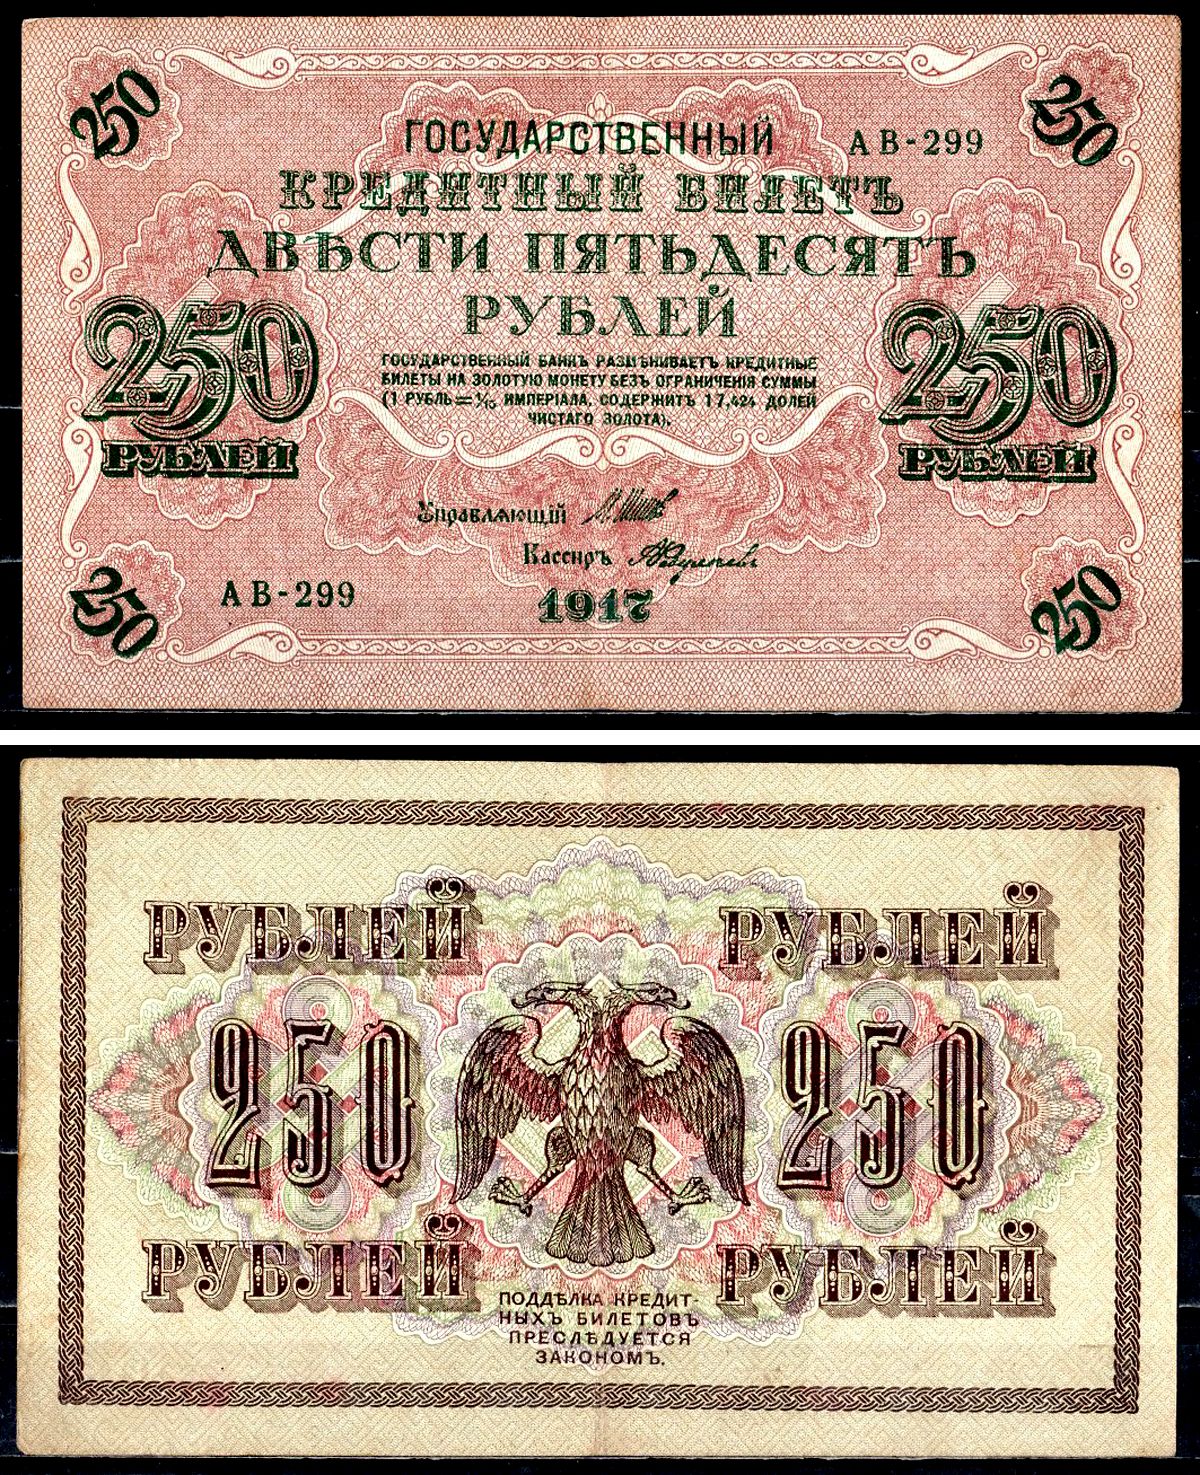 250 250
ГОСУДАРСТВЕННЫЙ АВ-299
КРЕДИТНЫЙ БИЛЕТЪ
ДВѢСТИ ПЯТЬДЕСЯТЪ
РУБЛЕЙ
250 250
РУБЛЕЙ РУБЛЕЙ
ГОСУДАРСТВЕННЫЙ БАНКЪ РАЗМѢНИВАЕТЪ КРЕДИТНЫЕ
БИЛЕТЫ НА ЗОЛОТУЮ МОНЕТУ БЕЗЪ ОГРАНИЧЕНІЯ СУММЫ
(1 РУБЛЬ = 1/15 ИМПЕРІАЛА, СОДЕРЖИТЪ 17,424 ДОЛЕЙ
ЧИСТАГО ЗОЛОТА).
Управляющій
Кассиръ
АВ-299
1917
250 250
РУБЛЕЙ РУБЛЕЙ
250 250
РУБЛЕЙ РУБЛЕЙ
ПОДДѢЛКА КРЕДИТ-
НЫХЪ БИЛЕТОВЪ
ПРЕСЛѢДУЕТСЯ
ЗАКОНОМЪ.